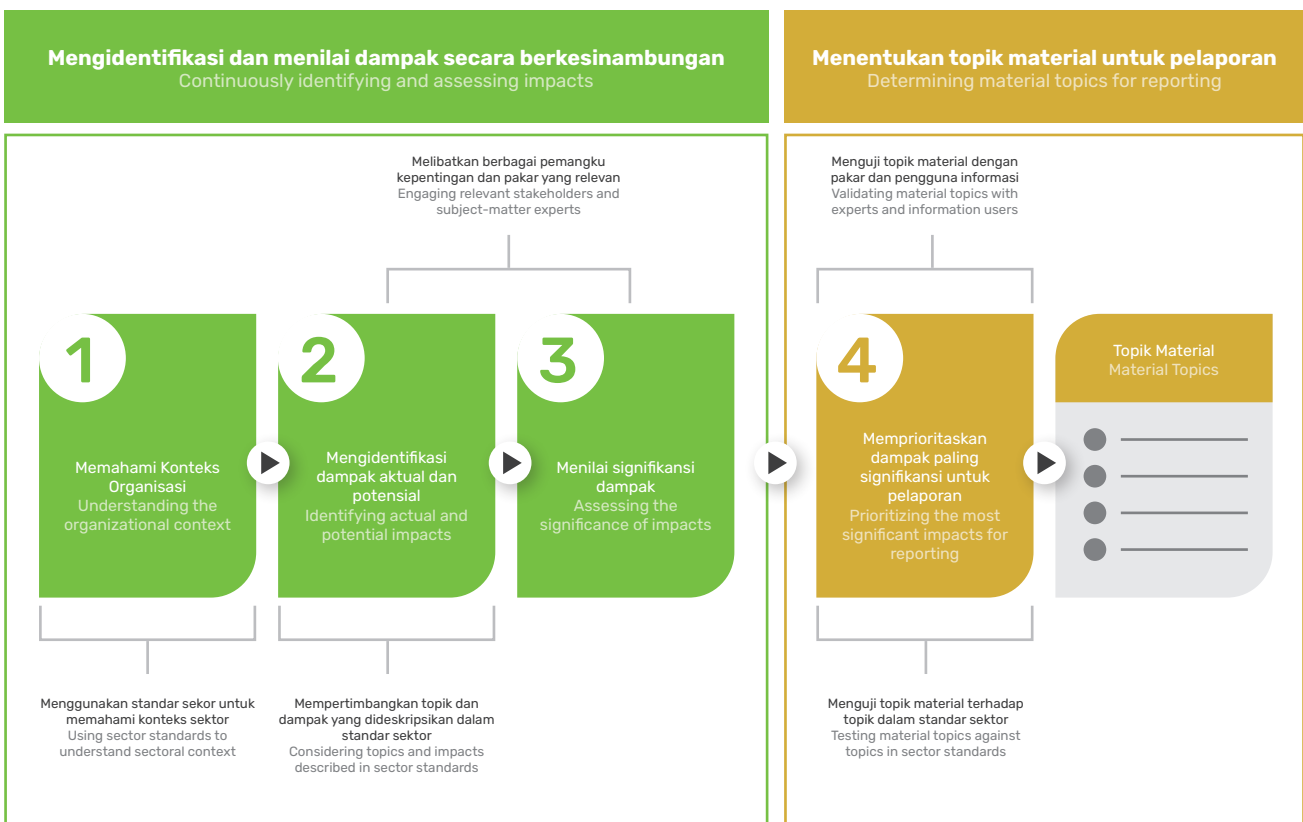 Mengidentifikasi dan menilai dampak secara berkesinambungan
Continuously identifying and assessing impacts
Menentukan topik material untuk pelaporan
Determining material topics for reporting
Melibatkan berbagai pemangku
kepentingan dan pakar yang relevan
Engaging relevant stakeholders and
subject-matter experts
Menguji topik material dengan
pakar dan pengguna informasi
Validating material topics with
experts and information users
1
Memahami Konteks
Organisasi
Understanding the
organizational context
2
Mengidentifikasi
dampak aktual dan
potensial
Identifying actual and
potential impacts
3
Menilai signifikansi
dampak
Assessing the
significance of impacts
4
Memprioritaskan
dampak paling
signifikansi untuk
pelaporan
Prioritizing the most
significant impacts for
reporting
Topik Material
Material Topics
Menggunakan standar sekor untuk
memahami konteks sektor
Using sector standards to
understand sectoral context
Mempertimbangkan topik dan
dampak yang dideskripsikan dalam
standar sektor
Considering topics and impacts
described in sector standards
Menguji topik material terhadap
topik dalam standar sektor
Testing material topics against
topics in sector standards